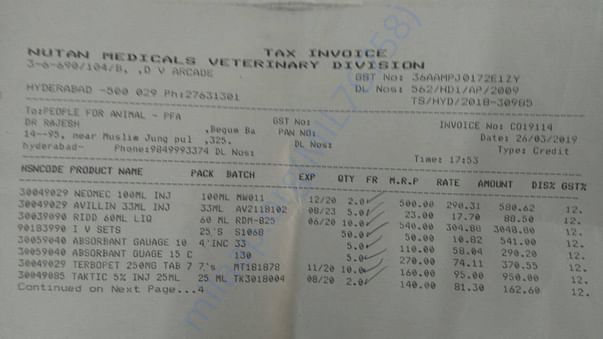 TAX INVOICE
NUTAN MEDICALS VETERINARY DIVISION
3-6-690/104/8, ,D V ARCADE
GST No: 36AAMPJ0172E1ZY
DL Nos: 562/HD1/AP/2009
HYDERABAD -500 029 Ph:27631301
TS/HY/2018-30985
To:PEOPLE FOR ANIMAL - PFA GST No: INVOICE No: CO19114
DR RAJESH ,Begum Ba PAN NO: Date: 26/03/2019
14--95, near Muslim Jung pul ,325. DL Nos: Type: Credit
hyderabad- Phone:9849993374 DL Nos:
Time: 17:53
HSNCODE PRODUCT NAME PACK BATCH EXP QTY FR M.R.P RATE AMOUNT DIS% GST%
30049029 NEOMEC 100ML INJ 100ML MW011 12/20 2.0 500.00 290.31 580.62 12.
30049029 AVILLIN 33ML INJ 33ML AV2118102 08/23 5.0 23.00 17.70 88.50 12.
30039090 RIDD 60ML LIQ 60 ML RDM-025 06/20 10.0 540.00 304.88 3048.80 12.
90183990 I V SETS 25'S S1068 50.0 50.00 10.82 541.00 12.
30059040 ABSORBANT GAUAGE 10 4'INC 33 5.0 110.00 58.04 290.20 12.
30059040 ABSORBANT GUAGE 15 C 130 5.0 270.00 74.11 370.55 12.
30049029 TERBOPET 250MG TAB 7 7,s MT181878 11/20 10.0 160.00 95.00 950.00 12.
30049085 TAKTIC 5% INJ 25ML 25 ML TK3018004 08/20 2.0 140.00 81.30 162.60 12.
Continued on Next Page...4